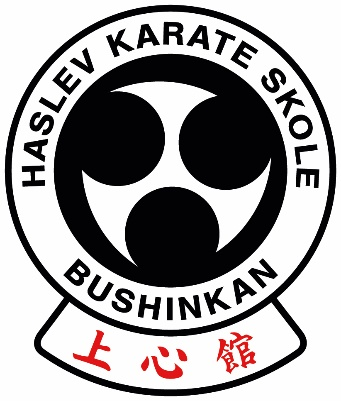 HASLEV KARATE SKOLE
BUSHINKAN
上心館